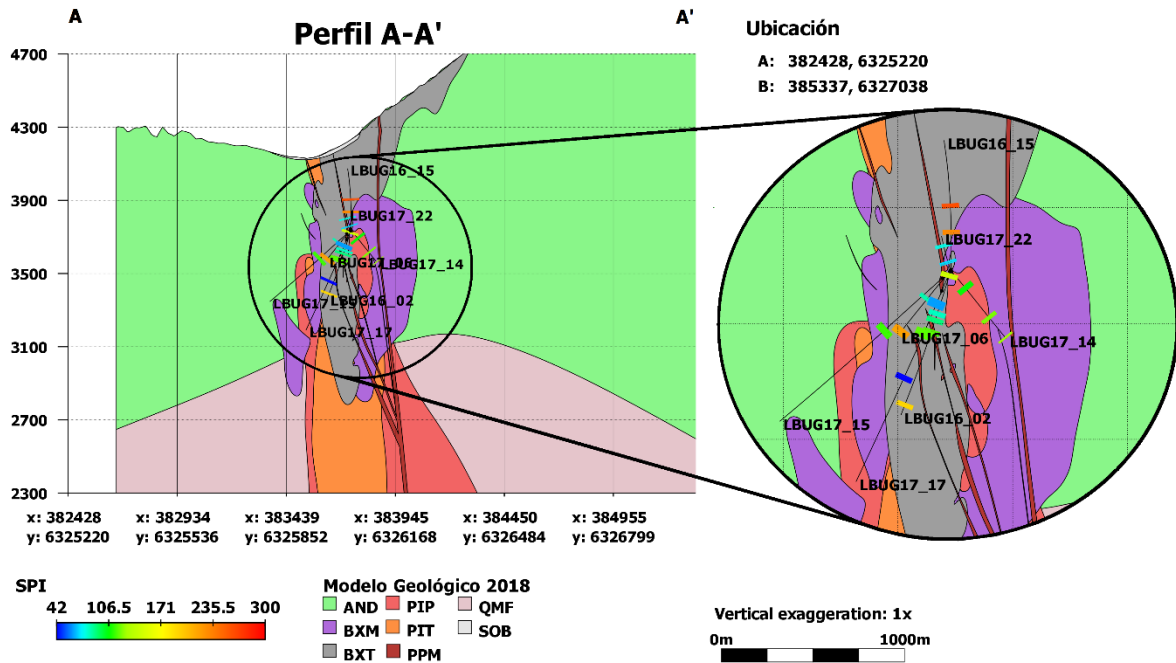 A
Perfil A-A'
A'
Ubicación
A: 382428, 6325220
B: 385337, 6327038
4700
4300
3900
3500
3100
2700
2300
LBUG16_15
LBUG17_22
LBUG17_06
LBUG17_14
LBUG17_15
LBUG16_02
LBUG17_17
LBUG16_15
LBUG17_22
LBUG17_06
LBUG17_14
LBUG17_15
LBUG16_02
LBUG17_17
x: 382428 x: 382934 x: 383439 x: 383945 x: 384450 x: 384955
y: 6325220 y: 6325536 y: 6325852 y: 6326168 y: 6326484 y: 6326799
SPI
42 106.5 171 235.5 300
Modelo Geológico 2018
AND PIP QMF
BXM PIT SOB
BXT PPM
Vertical exaggeration: 1x
0m 1000m